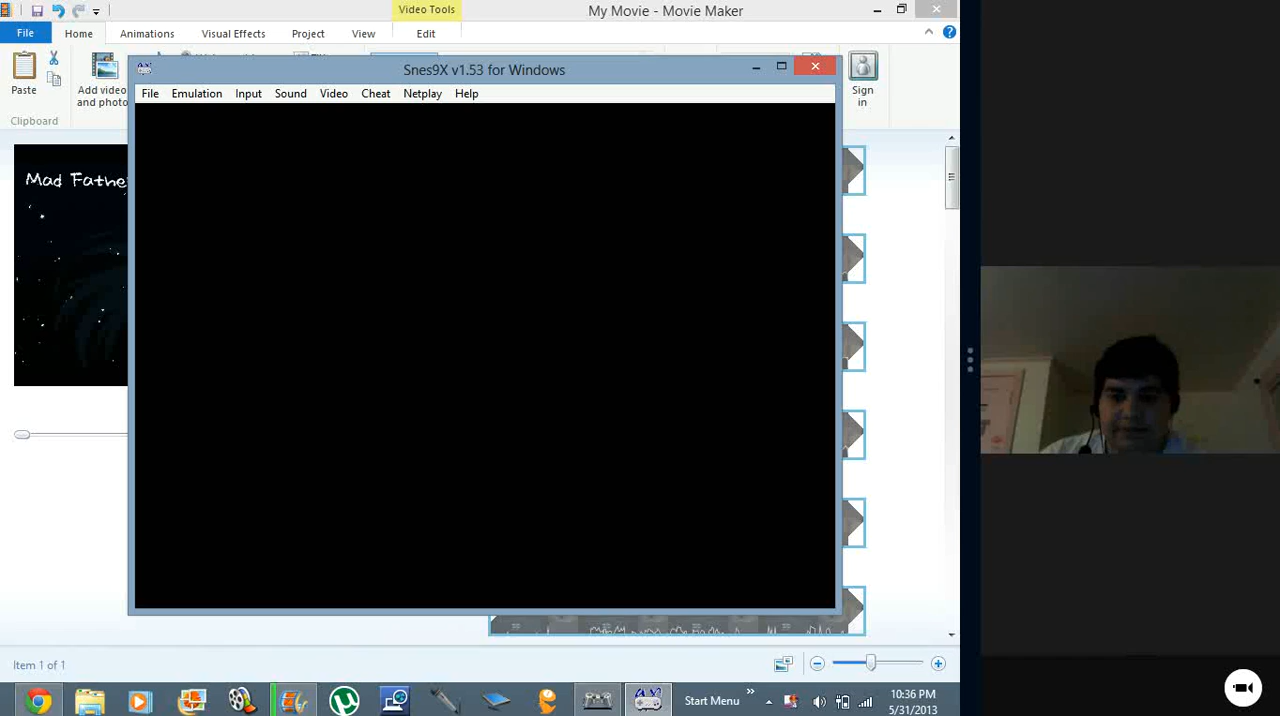 Video Tools
My Movie - Movie Maker
File Home Animations Visual Effects Project View Edit
Paste
Add videos
and photo
Sign
in
Clipboard
Snes9X v1.53 for Windows
File Emulation Input Sound Video Cheat Netplay Help
Mad Father
Item 1 of 1
Start Menu
10:36 PM
5/31/2013